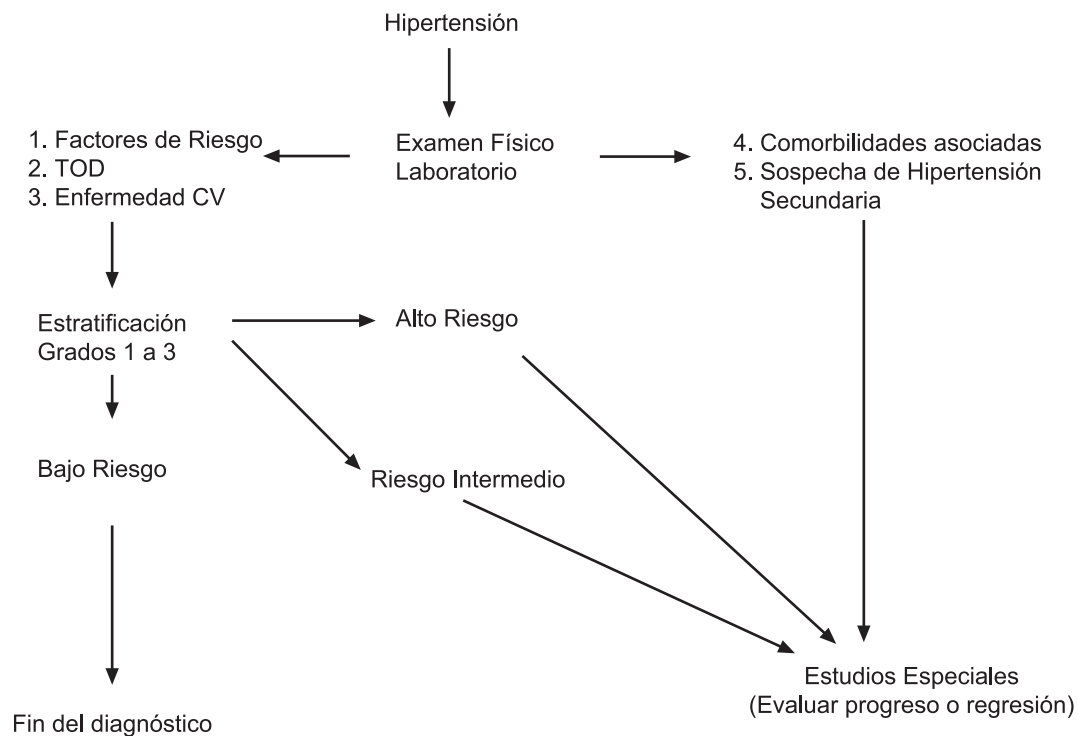 Hipertensión
1. Factores de Riesgo
2. TOD
3. Enfermedad CV
Examen Físico
Laboratorio
4. Comorbilidades asociadas
5. Sospecha de Hipertensión
Secundaria
Estratificación
Grados 1 a 3
Alto Riesgo
Bajo Riesgo
Riesgo Intermedio
Estudios Especiales
(Evaluar progreso o regresión)
Fin del diagnóstico